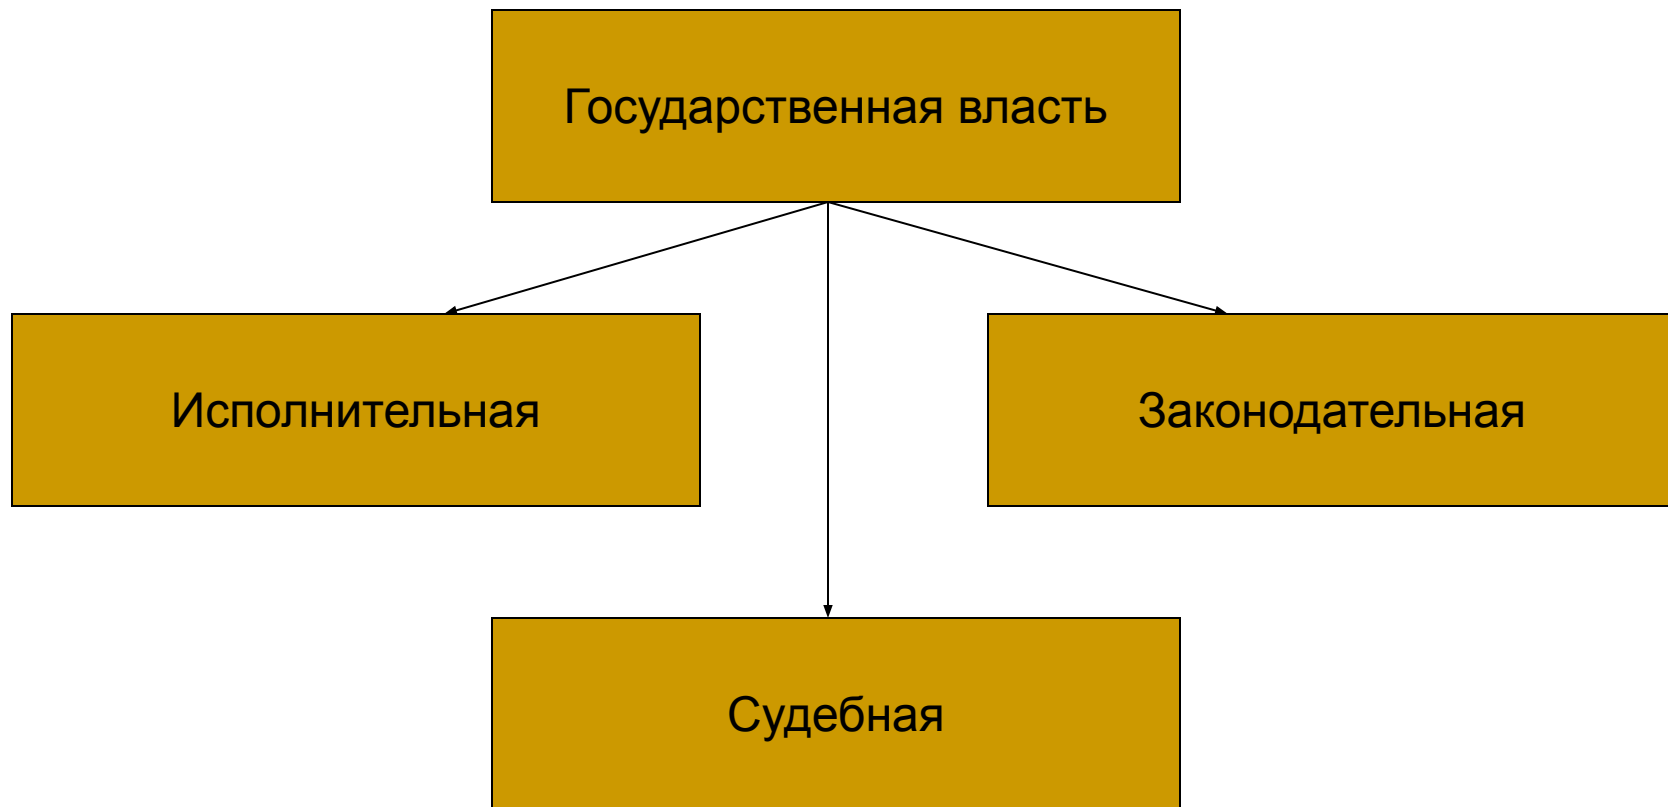 Государственная власть
Исполнительная
Законодательная
Судебная